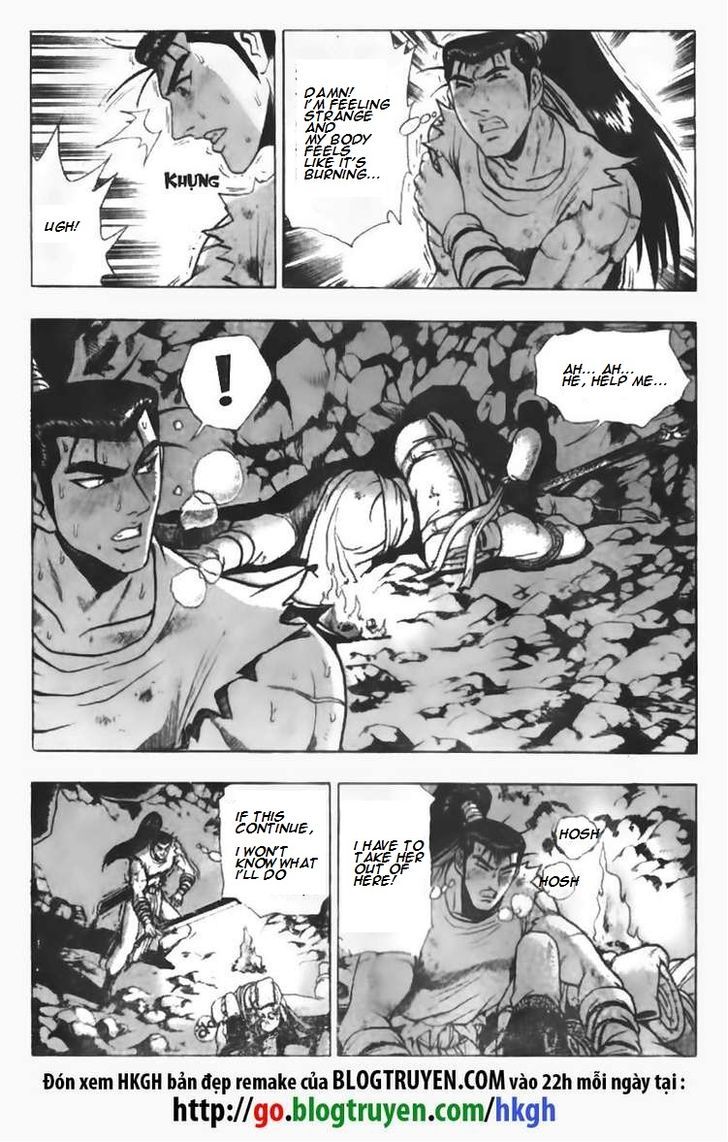 UGH!
KHỤNG
DAMN!
I'M FEELING
STRANGE
AND
MY BODY
FEELS
LIKE IT'S
BURNING...
!
AH... AH...
HE, HELP ME...
IF THIS
CONTINUE,
I WON'T
KNOW WHAT
I'LL DO
I HAVE TO
TAKE HER
OUT OF
HERE!
HOSH
HOSH
Đón xem HKGH bản đẹp remake của BLOGTRUYEN.COM vào 22h mỗi ngày tại :
http://go.blogtruyen.com/hkgh